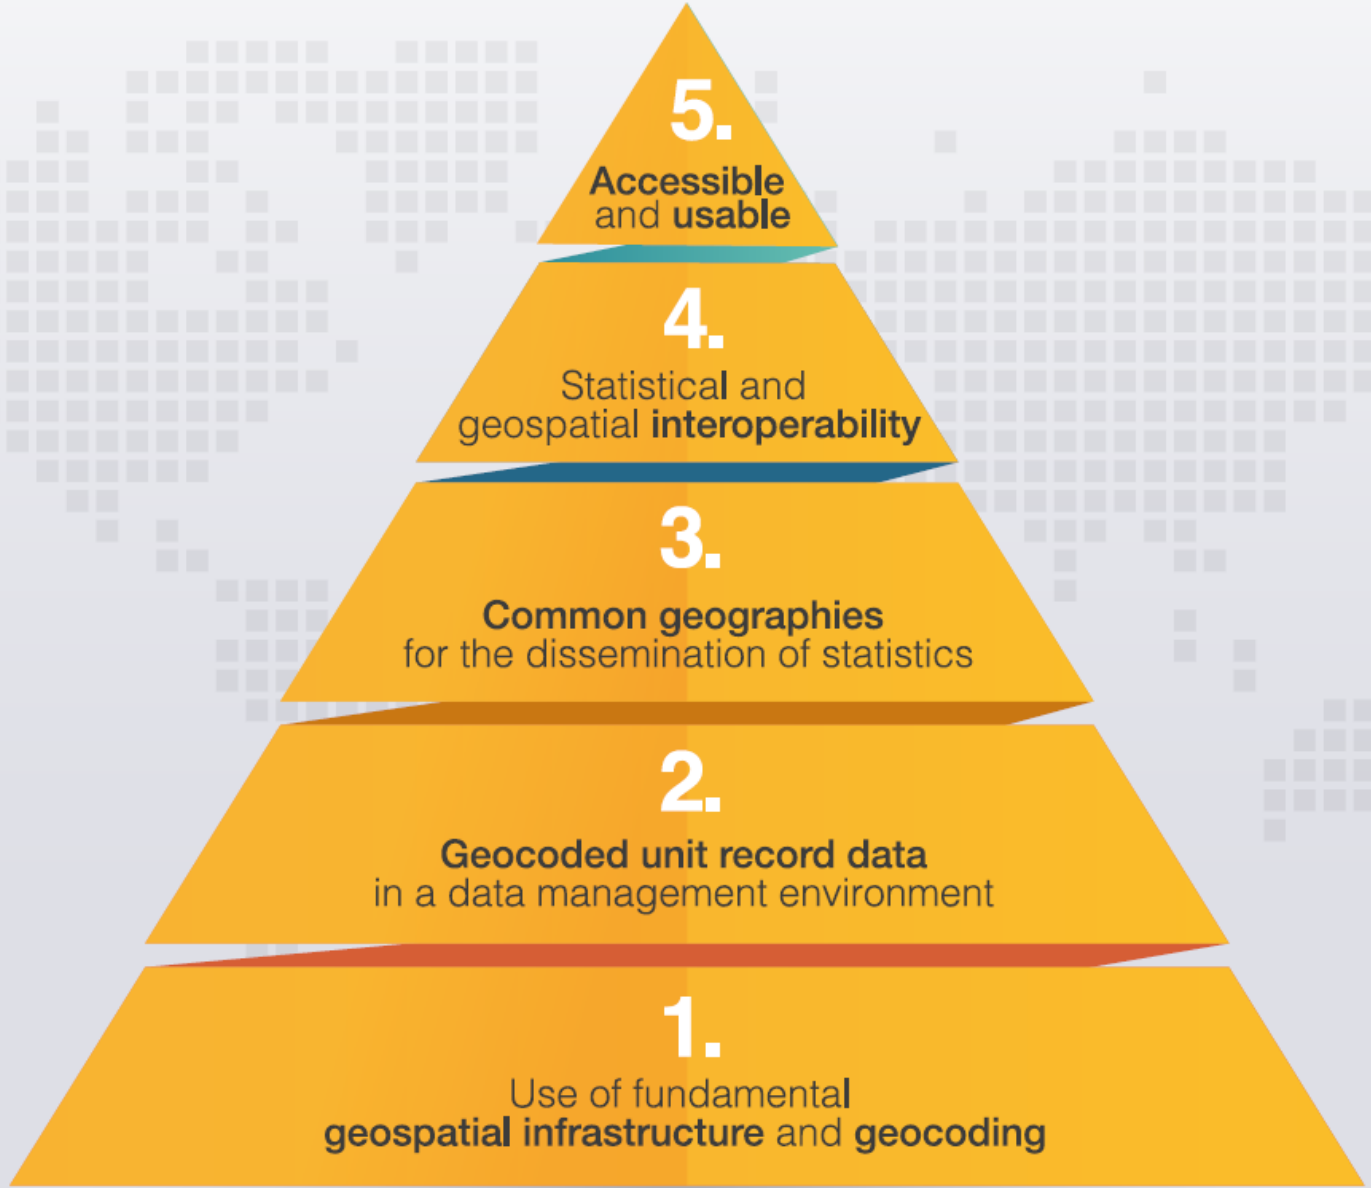 5.
Accessible
and usable
4.
Statistical and
geospatial interoperability
3.
Common geographies
for the dissemination of statistics
2.
Geocoded unit record data
in a data management environment
1.
Use of fundamental
geospatial infrastructure and geocoding